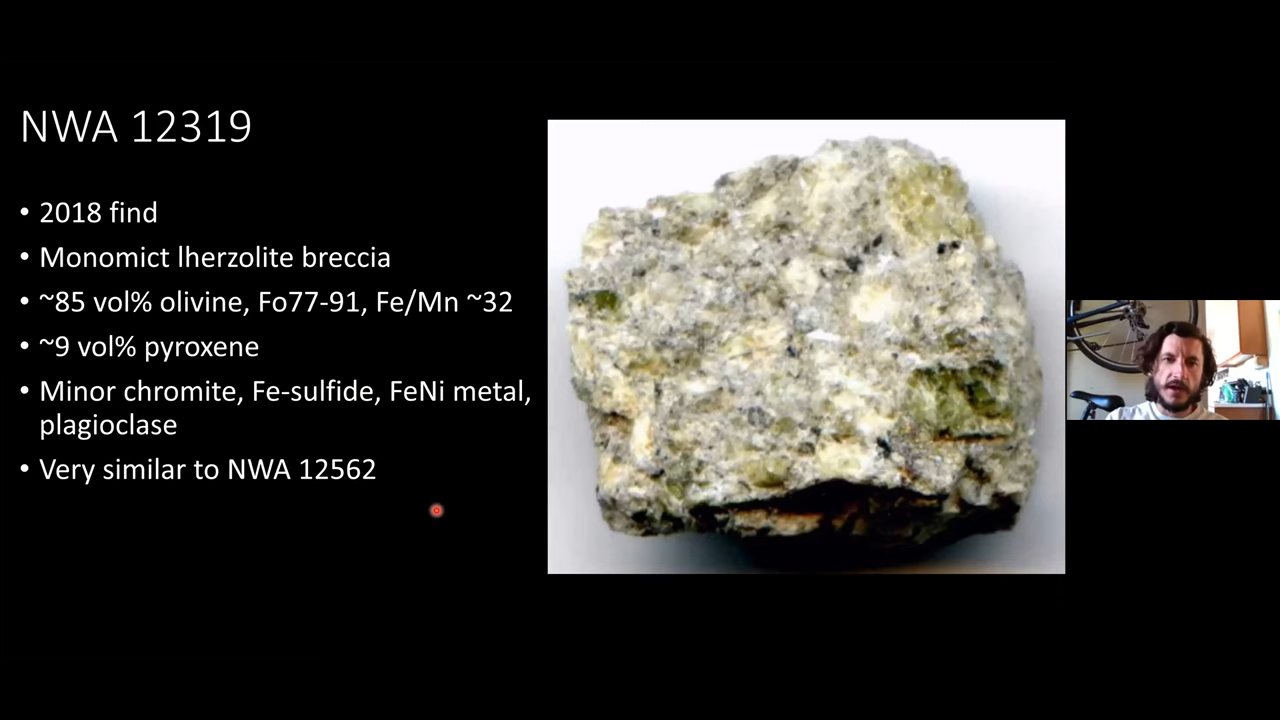 NWA 12319
• 2018 find
• Monomict lherzolite breccia
• ~85 vol% olivine, Fo77-91, Fe/Mn ~32
• ~9 vol% pyroxene
• Minor chromite, Fe-sulfide, FeNi metal,
plagioclase
• Very similar to NWA 12562